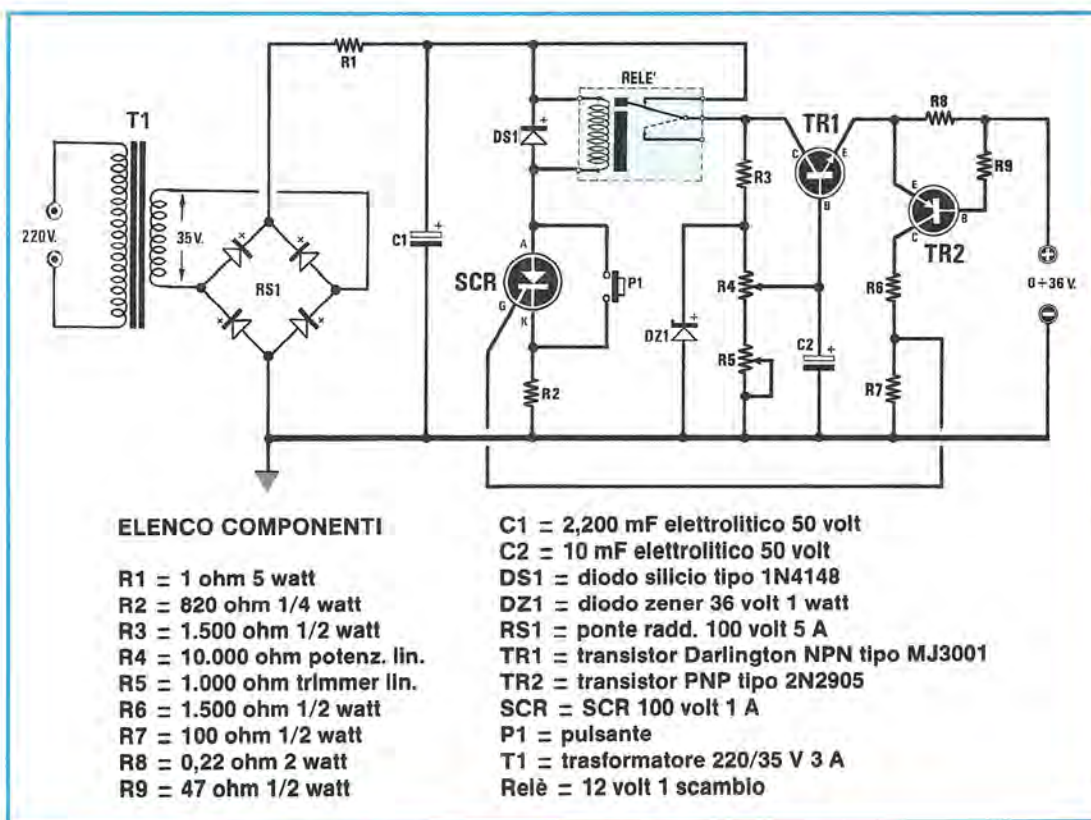 T1
220V.
35V.
RS1
R1
C1
DS1
RELE'
SCR
A
G
K
P1
R2
R3
DZ1
R4
R5
TR1
C
E
B
C2
R8
R9
E
B
C
TR2
R6
R7
0÷36V.
ELENCO COMPONENTI
R1 = 1 ohm 5 watt
R2 = 820 ohm 1/4 watt
R3 = 1.500 ohm 1/2 watt
R4 = 10.000 ohm potenz. lin.
R5 = 1.000 ohm trimmer lin.
R6 = 1.500 ohm 1/2 watt
R7 = 100 ohm 1/2 watt
R8 = 0,22 ohm 2 watt
R9 = 47 ohm 1/2 watt
C1 = 2,200 mF elettrolitico 50 volt
C2 = 10 mF elettrolitico 50 volt
DS1 = diodo silicio tipo 1N4148
DZ1 = diodo zener 36 volt 1 watt
RS1 = ponte radd. 100 volt 5 A
TR1 = transistor Darlington NPN tipo MJ3001
TR2 = transistor PNP tipo 2N2905
SCR = SCR 100 volt 1 A
P1 = pulsante
T1 = trasformatore 220/35 V 3 A
Relè = 12 volt 1 scambio